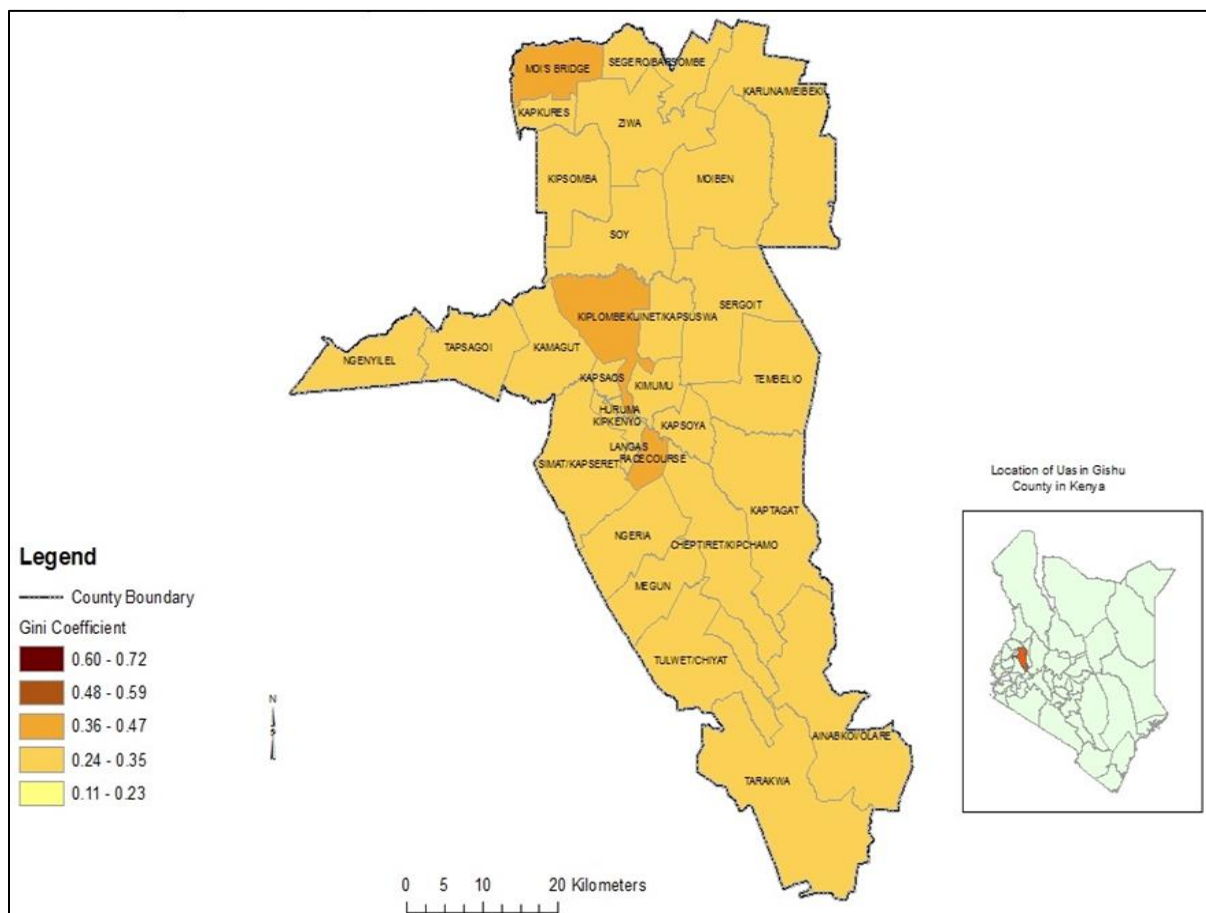 MOI'S BRIDGE
SEGERO/BARSOMBE
KARUNA/MEIBEKI
KAPKURES
ZIWA
KIPSOMBA
MOIBEN
SOY
SERGOIT
KIPLOMBE
KUINET/KAPSUSWA
NGENYILEL
TAPSAGOI
KAMAGUT
TEMBELIO
KAPSAOS
KIMUMU
HURUMA
KIPKENYO
KAPSOYA
LANGAS
RACECOURSE
SIMAT/KAPSERET
KAPTAGAT
NGERIA
CHEPTIRET/KIPCHAMO
MEGUN
TULWET/CHIYAT
AINABKOI/OLARE
TARAKWA
Location of Uasin Gishu
County in Kenya
Legend
County Boundary
Gini Coefficient
0.60 - 0.72
0.48 - 0.59
0.36 - 0.47
0.24 - 0.35
0.11 - 0.23
N
S
0 5 10 20 Kilometers